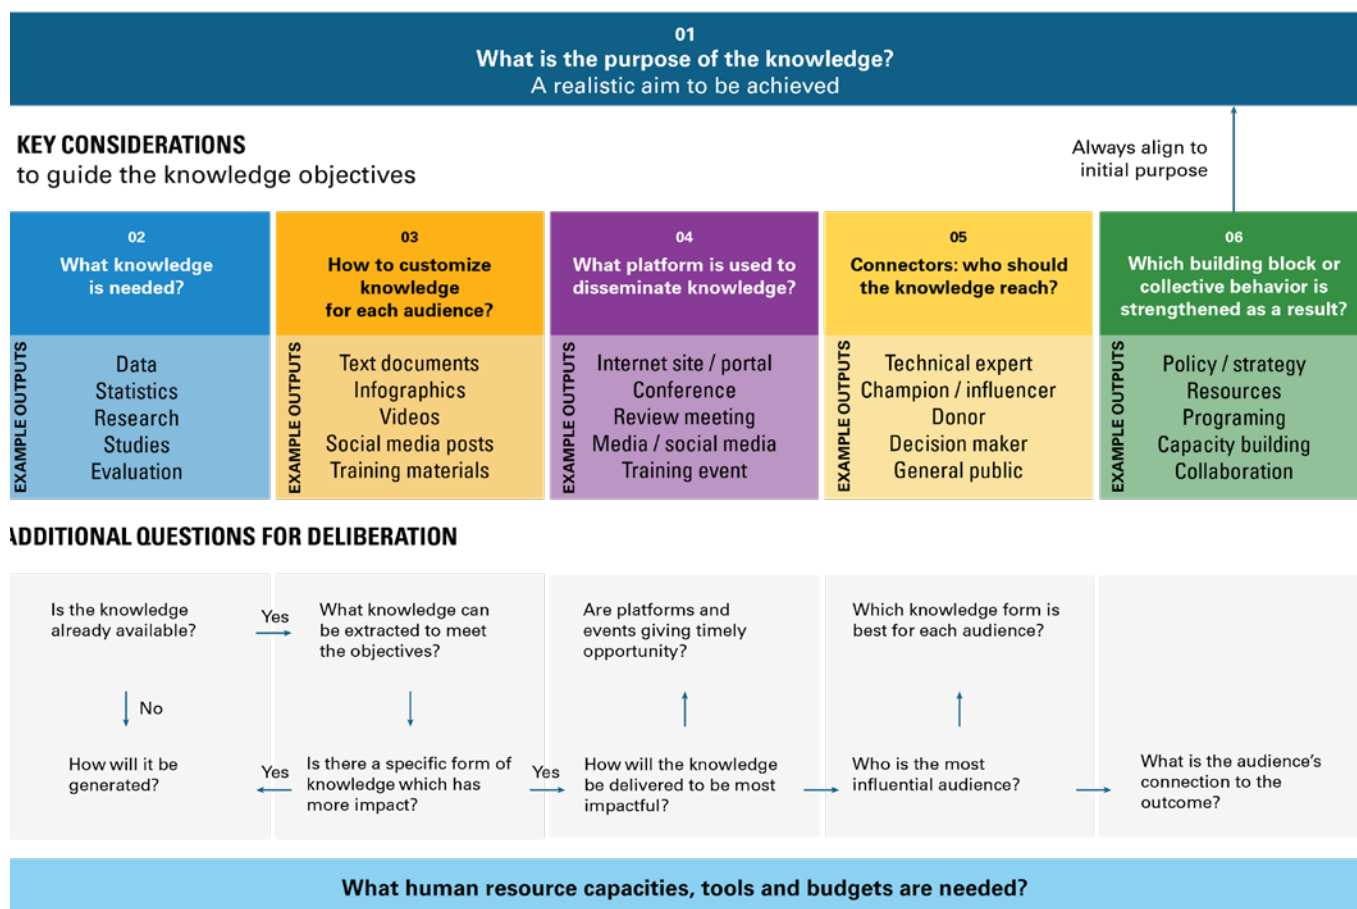 01
What is the purpose of the knowledge?
A realistic aim to be achieved
KEY CONSIDERATIONS
to guide the knowledge objectives
Always align to
initial purpose
02
What knowledge
is needed?
EXAMPLE OUTPUTS
Data
Statistics
Research
Studies
Evaluation
03
How to customize
knowledge
for each audience?
EXAMPLE OUTPUTS
Text documents
Infographics
Videos
Social media posts
Training materials
04
What platform is used to
disseminate knowledge?
EXAMPLE OUTPUTS
Internet site / portal
Conference
Review meeting
Media / social media
Training event
05
Connectors: who should
the knowledge reach?
EXAMPLE OUTPUTS
Technical expert
Champion / influencer
Donor
Decision maker
General public
06
Which building block or
collective behavior is
strengthened as a result?
EXAMPLE OUTPUTS
Policy / strategy
Resources
Programing
Capacity building
Collaboration
ADDITIONAL QUESTIONS FOR DELIBERATION
Is the knowledge
already available?
Yes
No
How will it be
generated?
What knowledge can
be extracted to meet
the objectives?
Yes
Is there a specific form of
knowledge which has
more impact?
Yes
Are platforms and
events giving timely
opportunity?
How will the knowledge
be delivered to be most
impactful?
Which knowledge form is
best for each audience?
Who is the most
influential audience?
What is the audience's
connection to the
outcome?
What human resource capacities, tools and budgets are needed?